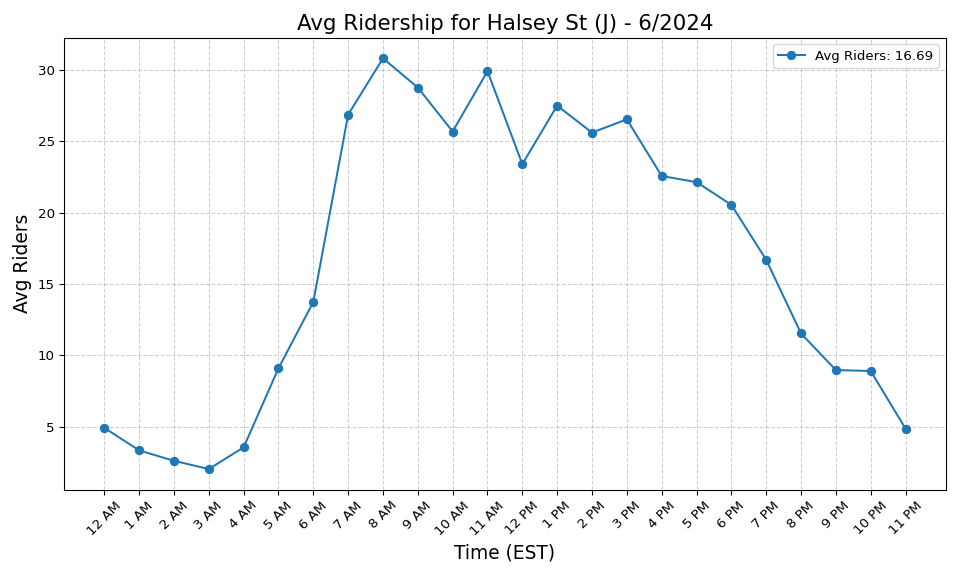 Avg Ridership for Halsey St (J) - 6/2024
Avg Riders: 16.69
Avg Riders
30
25
20
15
10
5
12 AM
1 AM
2 AM
3 AM
4 AM
5 AM
6 AM
7 AM
8 AM
9 AM
10 AM
11 AM
12 PM
1 PM
2 PM
3 PM
4 PM
5 PM
6 PM
7 PM
8 PM
9 PM
10 PM
11 PM
Time (EST)